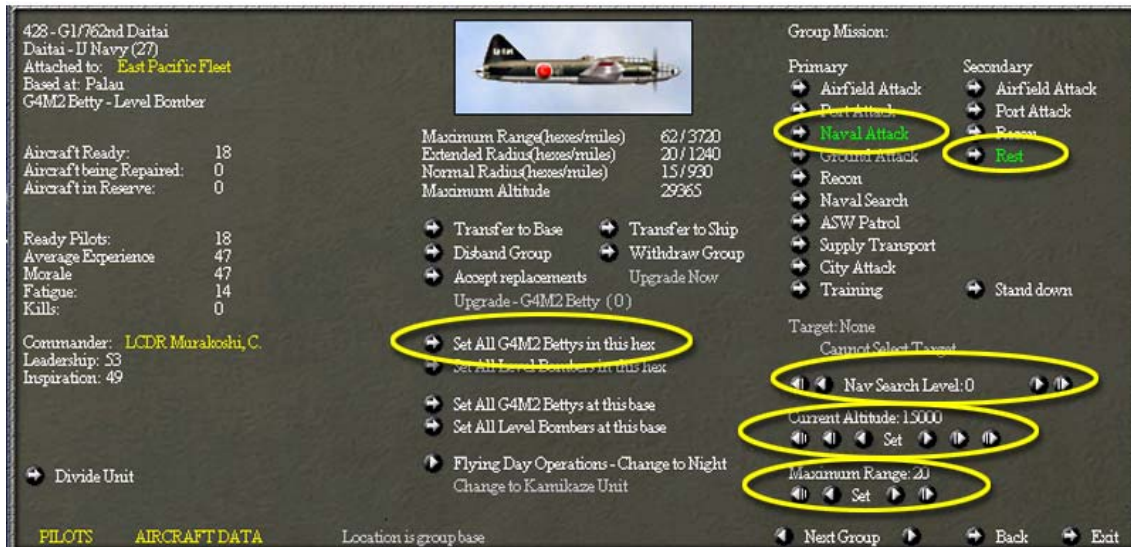 428 - G1/762nd Daitai
Daitai - IJ Navy (27)
Attached to: East Pacific Fleet
Based at: Palau
G4M2 Betty - Level Bomber
Aircraft Ready: 18
Aircraft being Repaired: 0
Aircraft in Reserve: 0
Ready Pilots: 18
Average Experience 47
Morale 47
Fatigue: 14
Kills: 0
Commander: LCDR Murakoshi, C.
Leadership: 53
Inspiration: 49
Divide Unit
PILOTS AIRCRAFT DATA
Maximum Range(hexes/miles) 62 / 3720
Extended Radius(hexes/miles) 20 / 1240
Normal Radius(hexes/miles) 15 / 930
Maximum Altitude 29365
Transfer to Base Transfer to Ship
Disband Group Withdraw Group
Accept replacements Upgrade Now
Upgrade - G4M2 Betty (0)
Set All G4M2 Bettys in this hex
Set All Level Bombers in this hex
Set All G4M2 Bettys at this base
Set All Level Bombers at this base
Flying Day Operations - Change to Night
Change to Kamikaze Unit
Location is group base
Group Mission:
Primary Secondary
Airfield Attack Airfield Attack
Port Attack Port Attack
Naval Attack Recon
Ground Attack Rest
Recon
Naval Search
ASW Patrol
Supply Transport
City Attack
Training Stand down
Target: None
Cannot Select Target
Nav Search Level: 0
Current Altitude: 15000
Set
Maximum Range: 20
Set
Next Group Back Exit